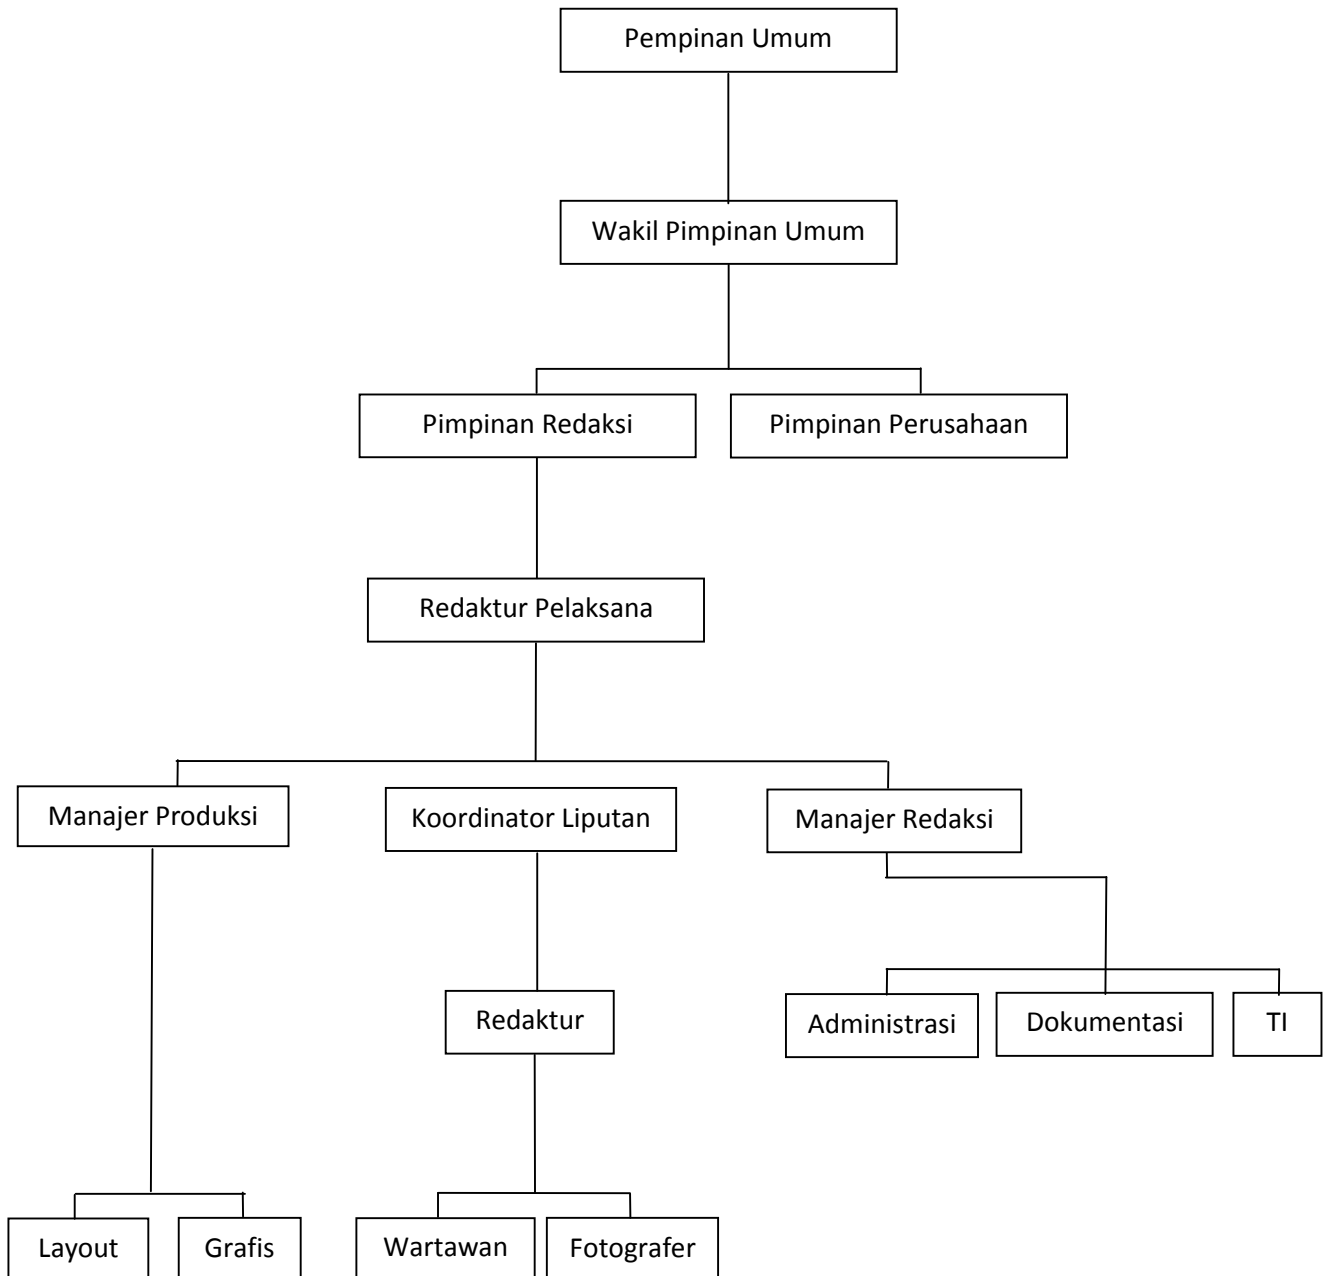 Pempinan Umum
Wakil Pimpinan Umum
Pimpinan Redaksi
Pimpinan Perusahaan
Redaktur Pelaksana
Manajer Produksi
Koordinator Liputan
Manajer Redaksi
Redaktur
Administrasi
Dokumentasi
TI
Layout
Grafis
Wartawan
Fotografer